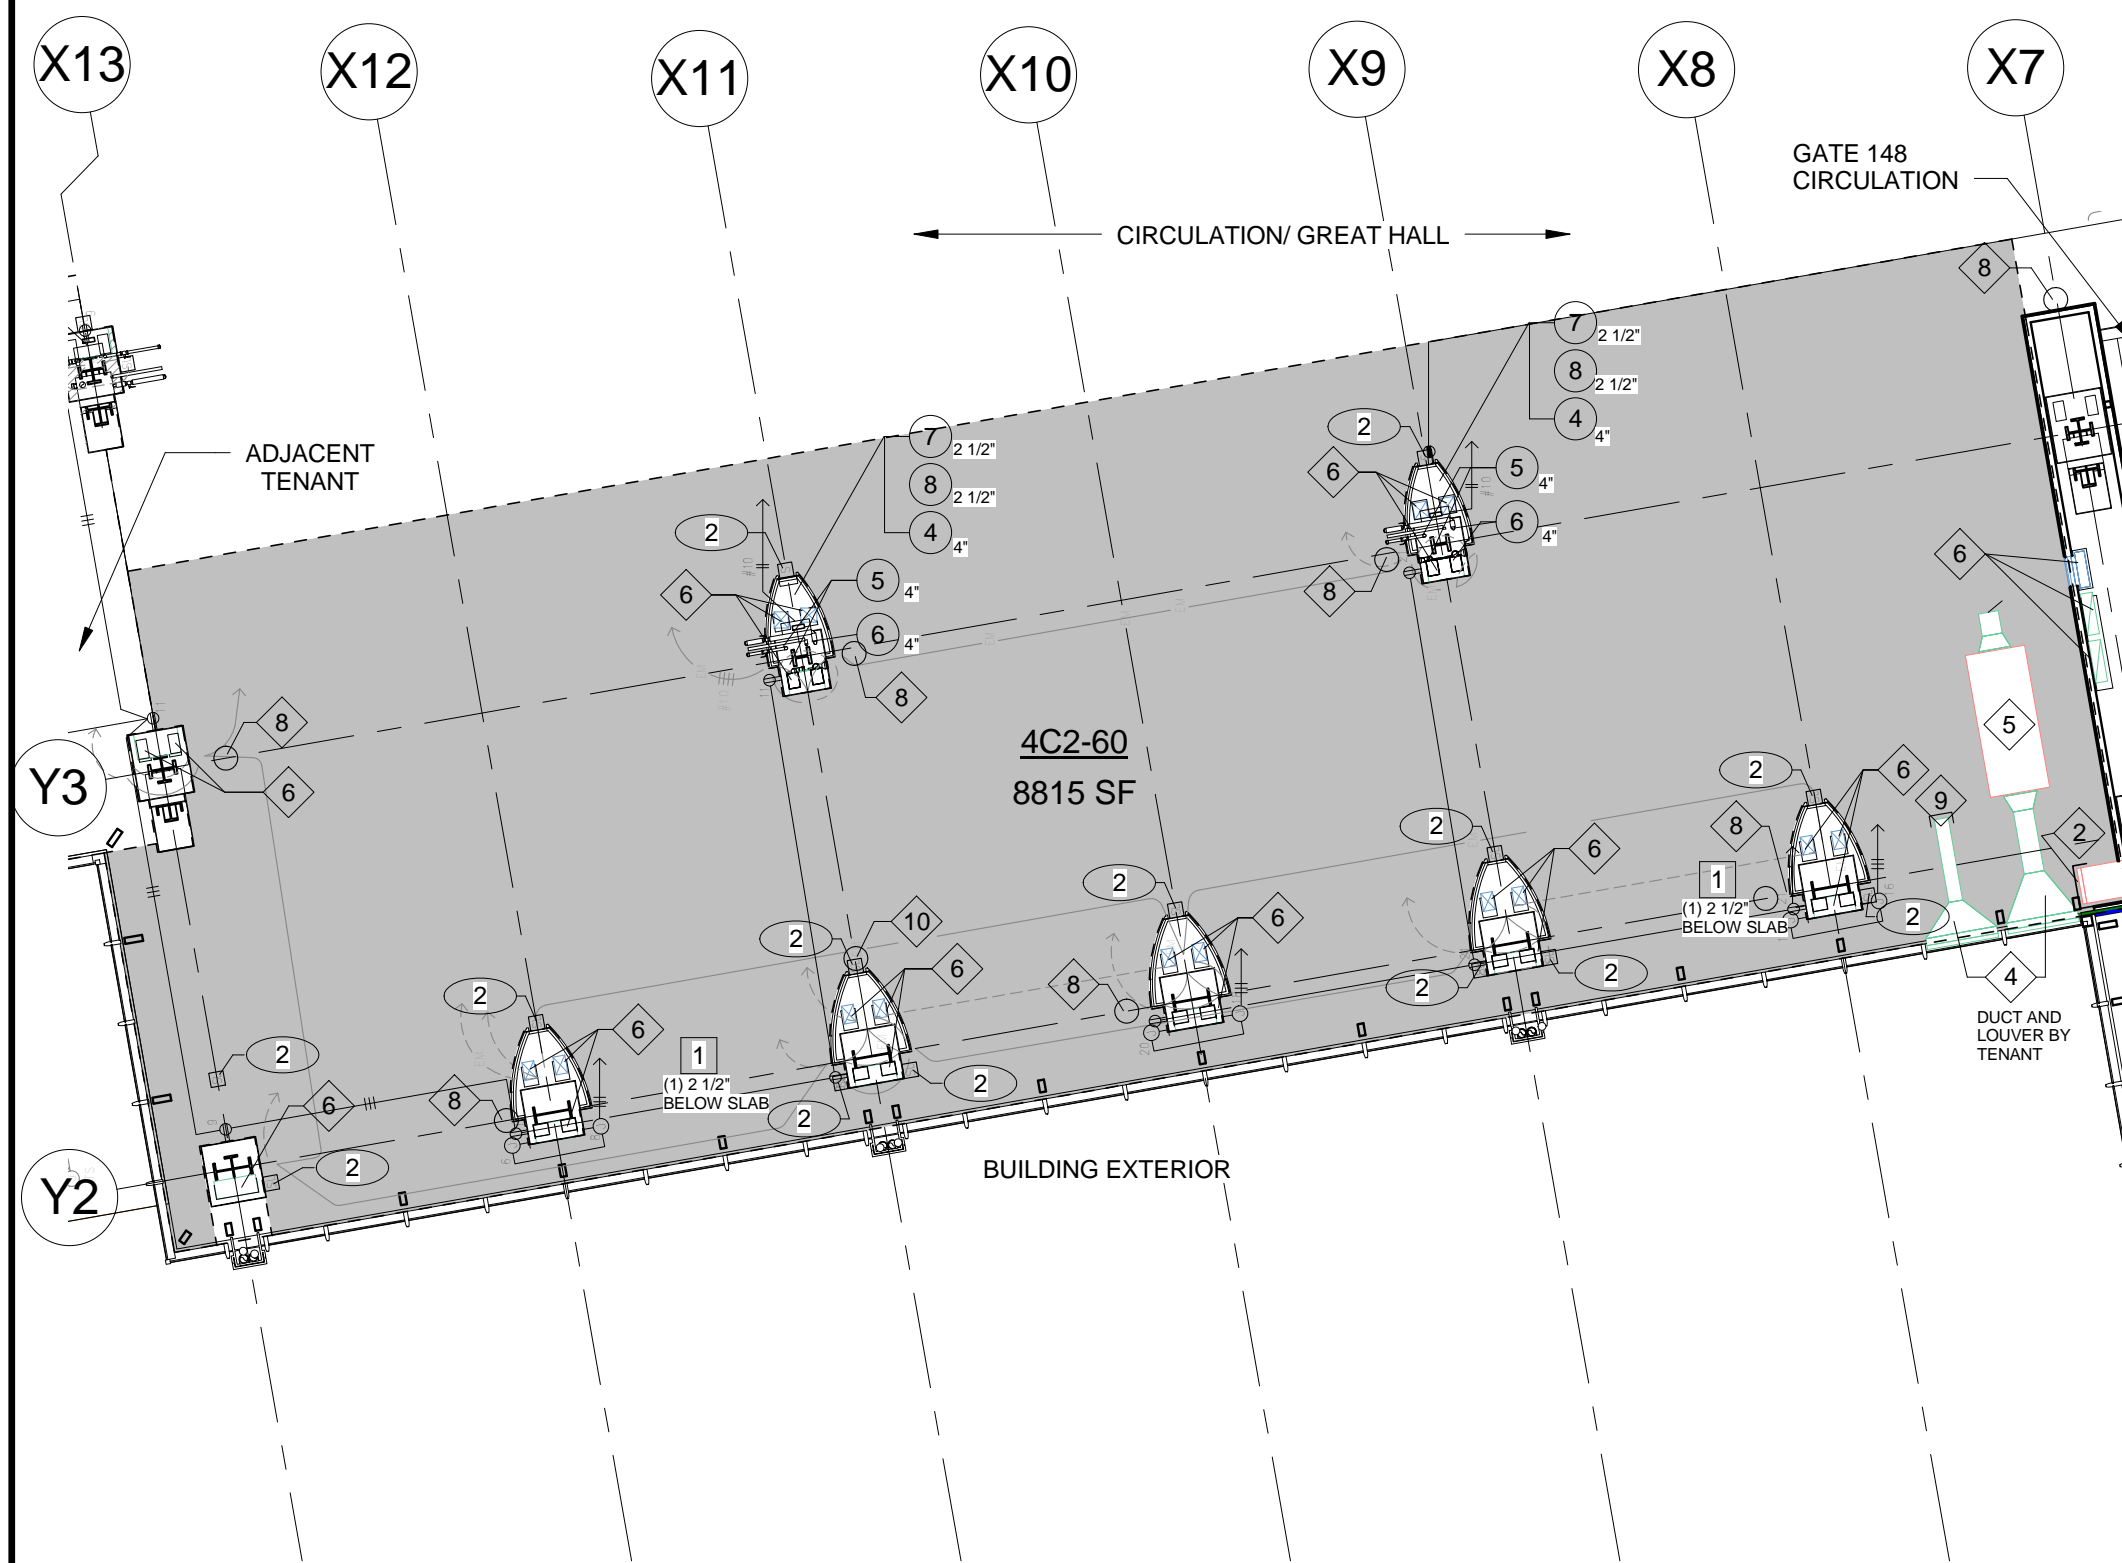 X13
X12
X11
X10
X9
X8
X7
GATE 148
CIRCULATION
CIRCULATION/ GREAT HALL
8
7
2 1/2"
8
2 1/2"
4
4"
2
6
5
4"
6
4"
8
ADJACENT
TENANT
7
2 1/2"
8
2 1/2"
4
4"
2
6
5
4"
6
4"
8
6
5
8
6
Y3
4C2-60
8815 SF
2
6
9
8
2
1
(1) 2 1/2"
BELOW SLAB
2
2
6
2
6
2
10
6
2
2
8
2
4
DUCT AND
LOUVER BY
TENANT
2
6
1
(1) 2 1/2"
BELOW SLAB
8
2
2
2
6
2
Y2
BUILDING EXTERIOR